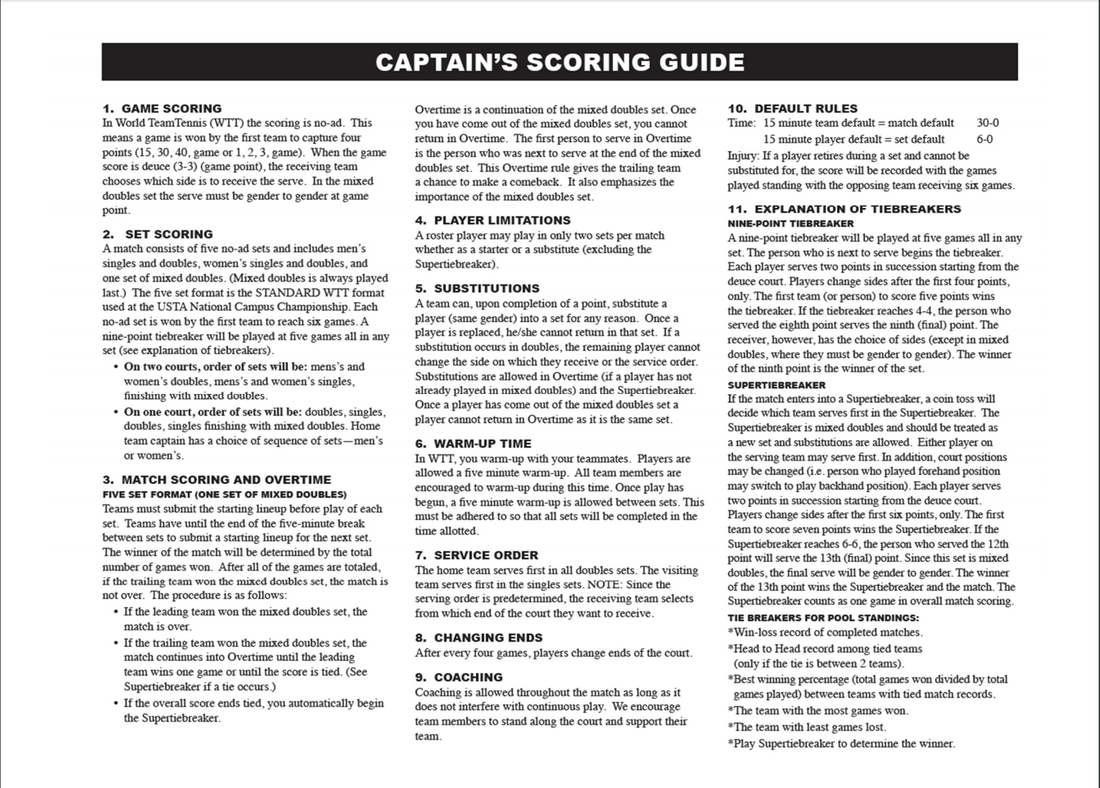 CAPTAIN'S SCORING GUIDE
1. GAME SCORING
In World TeamTennis (WTT) the scoring is no-ad. This
means a game is won by the first team to capture four
points (15, 30, 40, game or 1, 2, 3, game). When the game
score is deuce (3-3) (game point), the receiving team
chooses which side is to receive the serve. In the mixed
doubles set the serve must be gender to gender at game
point.
2. SET SCORING
A match consists of five no-ad sets and includes men's
singles and doubles, women's singles and doubles, and
one set of mixed doubles. (Mixed doubles is always played
last.) The five set format is the STANDARD WTT format
used at the USTA National Campus Championship. Each
no-ad set is won by the first team to reach six games. A
nine-point tiebreaker will be played at five games all in any
set (see explanation of tiebreakers).
• On two courts, order of sets will be: mens's and
women's doubles, mens's and women's singles,
finishing with mixed doubles.
• On one court, order of sets will be: doubles, singles,
doubles, singles finishing with mixed doubles. Home
team captain has a choice of sequence of sets—men's
or women's.
3. MATCH SCORING AND OVERTIME
FIVE SET FORMAT (ONE SET OF MIXED DOUBLES)
Teams must submit the starting lineup before play of each
set. Teams have until the end of the five-minute break
between sets to submit a starting lineup for the next set.
The winner of the match will be determined by the total
number of games won. After all of the games are totaled,
if the trailing team won the mixed doubles set, the match is
not over. The procedure is as follows:
• If the leading team won the mixed doubles set, the
match is over.
• If the trailing team won the mixed doubles set, the
match continues into Overtime until the leading
team wins one game or until the score is tied. (See
Supertiebreaker if a tie occurs.)
• If the overall score ends tied, you automatically begin
the Supertiebreaker.
Overtime is a continuation of the mixed doubles set. Once
you have come out of the mixed doubles set, you cannot
return in Overtime. The first person to serve in Overtime
is the person who was next to serve at the end of the mixed
doubles set. This Overtime rule gives the trailing team
a chance to make a comeback. It also emphasizes the
importance of the mixed doubles set.
4. PLAYER LIMITATIONS
A roster player may play in only two sets per match
whether as a starter or a substitute (excluding the
Supertiebreaker).
5. SUBSTITUTIONS
A team can, upon completion of a point, substitute a
player (same gender) into a set for any reason. Once a
player is replaced, he/she cannot return in that set. If a
substitution occurs in doubles, the remaining player cannot
change the side on which they receive or the service order.
Substitutions are allowed in Overtime (if a player has not
already played in mixed doubles) and the Supertiebreaker.
Once a player has come out of the mixed doubles set a
player cannot return in Overtime as it is the same set.
6. WARM-UP TIME
In WTT, you warm-up with your teammates. Players are
allowed a five minute warm-up. All team members are
encouraged to warm-up during this time. Once play has
begun, a five minute warm-up is allowed between sets. This
must be adhered to so that all sets will be completed in the
time allotted.
7. SERVICE ORDER
The home team serves first in all doubles sets. The visiting
team serves first in the singles sets. NOTE: Since the
serving order is predetermined, the receiving team selects
from which end of the court they want to receive.
8. CHANGING ENDS
After every four games, players change ends of the court.
9. COACHING
Coaching is allowed throughout the match as long as it
does not interfere with continuous play. We encourage
team members to stand along the court and support their
team.
10. DEFAULT RULES
Time: 15 minute team default = match default 30-0
15 minute player default = set default 6-0
Injury: If a player retires during a set and cannot be
substituted for, the score will be recorded with the games
played standing with the opposing team receiving six games.
11. EXPLANATION OF TIEBREAKERS
NINE-POINT TIEBREAKER
A nine-point tiebreaker will be played at five games all in any
set. The person who is next to serve begins the tiebreaker.
Each player serves two points in succession starting from the
deuce court. Players change sides after the first four points,
only. The first team (or person) to score five points wins
the tiebreaker. If the tiebreaker reaches 4-4, the person who
served the eighth point serves the ninth (final) point. The
receiver, however, has the choice of sides (except in mixed
doubles, where they must be gender to gender). The winner
of the ninth point is the winner of the set.
SUPERTIEBREAKER
If the match enters into a Supertiebreaker, a coin toss will
decide which team serves first in the Supertiebreaker. The
Supertiebreaker is mixed doubles and should be treated as
a new set and substitutions are allowed. Either player on
the serving team may serve first. In addition, court positions
may be changed (i.e. person who played forehand position
may switch to play backhand position). Each player serves
two points in succession starting from the deuce court.
Players change sides after the first six points, only. The first
team to score seven points wins the Supertiebreaker. If the
Supertiebreaker reaches 6-6, the person who served the 12th
point will serve the 13th (final) point. Since this set is mixed
doubles, the final serve will be gender to gender. The winner
of the 13th point wins the Supertiebreaker and the match. The
Supertiebreaker counts as one game in overall match scoring.
TIE BREAKERS FOR POOL STANDINGS:
*Win-loss record of completed matches.
*Head to Head record among tied teams
(only if the tie is between 2 teams).
*Best winning percentage (total games won divided by total
games played) between teams with tied match records.
*The team with the most games won.
*The team with least games lost.
*Play Supertiebreaker to determine the winner.